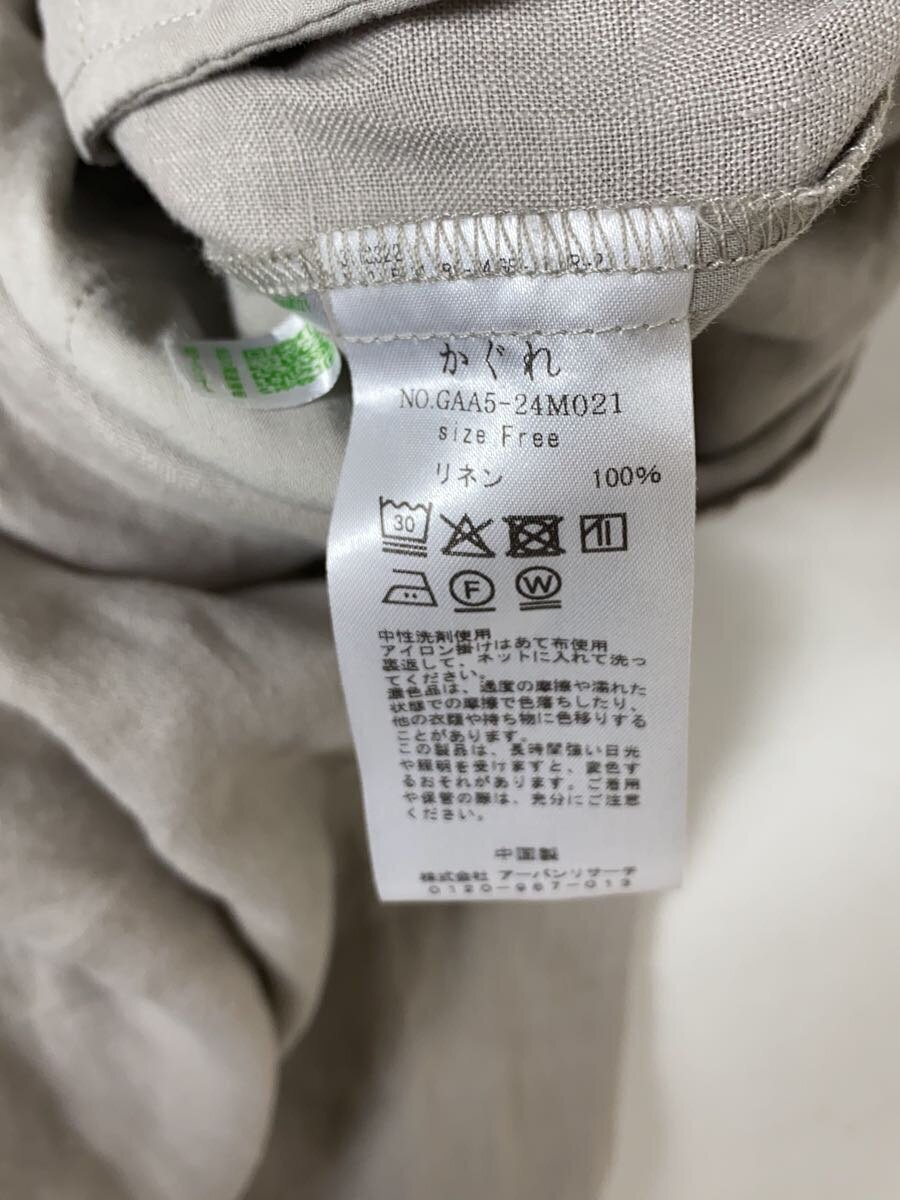 かぐれ
NO.GAA5-24M021
size Free
リネン 100%
30
F W
中性洗剤使用
アイロン掛けはあて布使用
裏返して、ネットに入れて洗っ
てください。
濃色品は、過度の摩擦や濡れた
状態での摩擦で色落ちしたり、
他の衣類や持ち物に色移りする
ことがあります。
この製品は、長時間強い日光
や照明を受けますと、変色す
るおそれがあります。ご着用
や保管の際は、充分にご注意
ください。
中国製
株式会社 アーバンリサーチ
0120-967-013